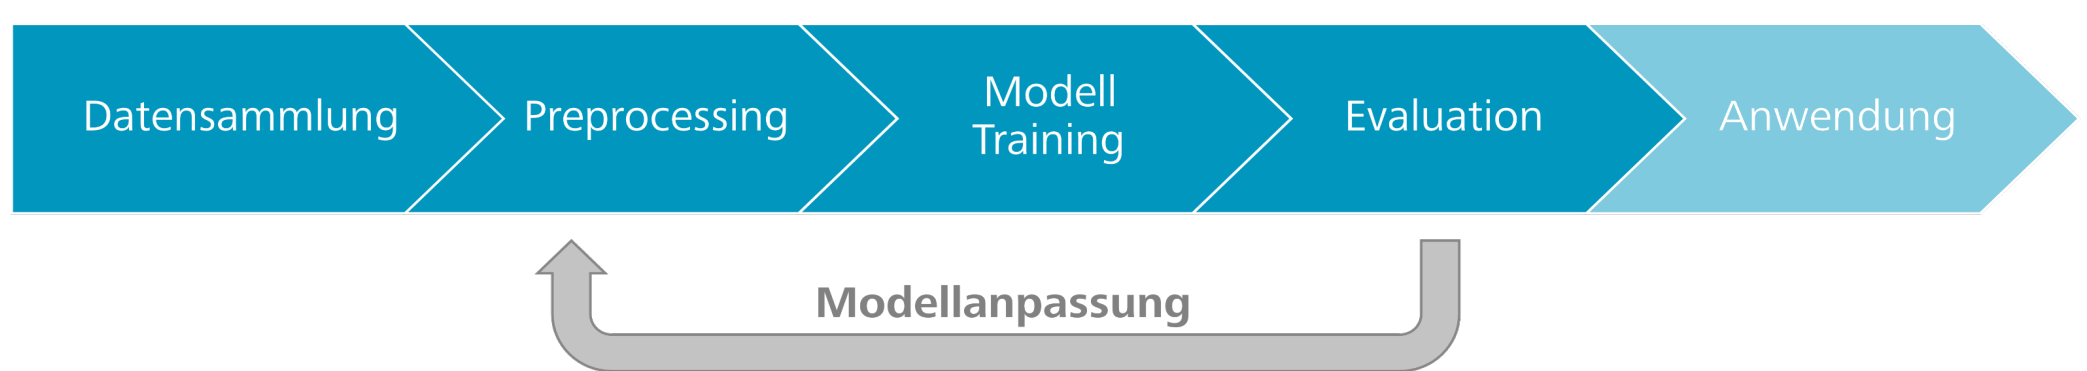 Datensammlung
Preprocessing
Modell
Training
Evaluation
Anwendung
Modellanpassung